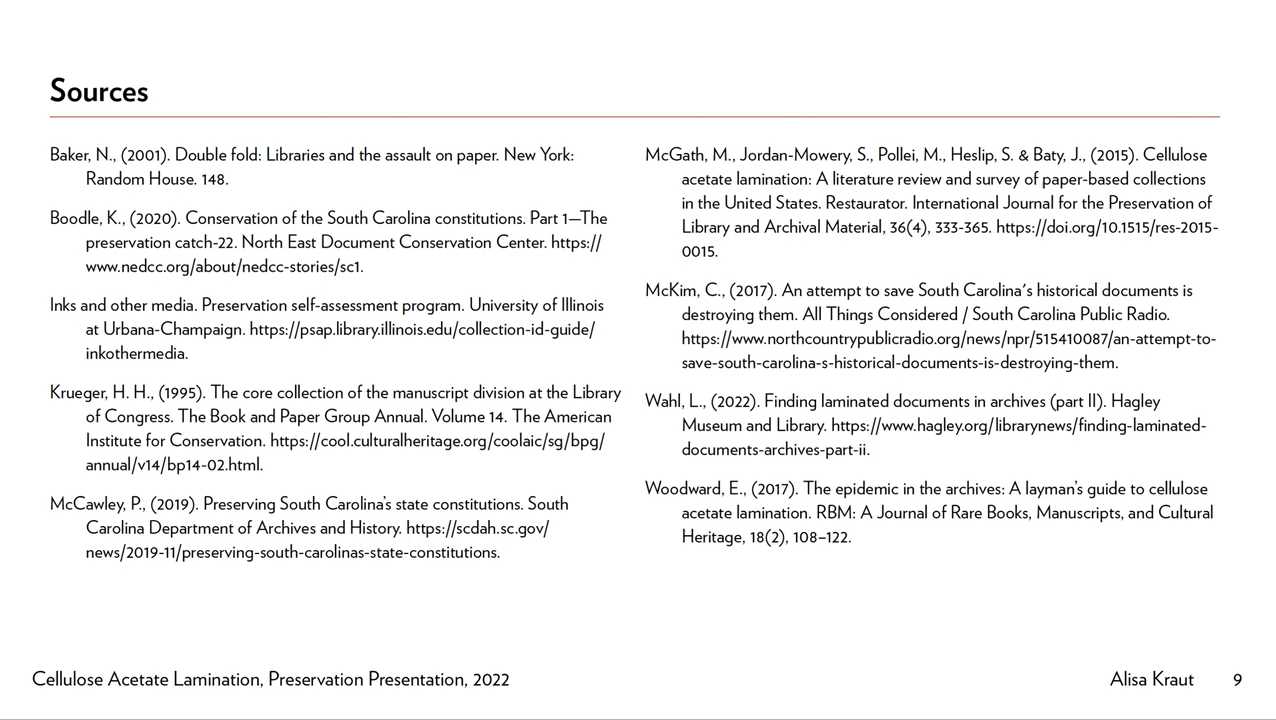 Sources
Baker, N., (2001). Double fold: Libraries and the assault on paper. New York:
Random House. 148.
Boodle, K., (2020). Conservation of the South Carolina constitutions. Part 1—The
preservation catch-22. North East Document Conservation Center. https://
www.nedcc.org/about/nedcc-stories/sc1.
Inks and other media. Preservation self-assessment program. University of Illinois
at Urbana-Champaign. https://psap.library.illinois.edu/collection-id-guide/
inkothermedia.
Krueger, H. H., (1995). The core collection of the manuscript division at the Library
of Congress. The Book and Paper Group Annual. Volume 14. The American
Institute for Conservation. https://cool.culturalheritage.org/coolaic/sg/bpg/
annual/v14/bp14-02.html.
McCawley, P., (2019). Preserving South Carolina’s state constitutions. South
Carolina Department of Archives and History. https://scdah.sc.gov/
news/2019-11/preserving-south-carolinas-state-constitutions.
McGath, M., Jordan-Mowery, S., Pollei, M., Heslip, S. & Baty, J., (2015). Cellulose
acetate lamination: A literature review and survey of paper-based collections
in the United States. Restaurator. International Journal for the Preservation of
Library and Archival Material, 36(4), 333-365. https://doi.org/10.1515/res-2015-
0015.
McKim, C., (2017). An attempt to save South Carolina's historical documents is
destroying them. All Things Considered / South Carolina Public Radio.
https://www.northcountrypublicradio.org/news/npr/515410087/an-attempt-to-
save-south-carolina-s-historical-documents-is-destroying-them.
Wahl, L., (2022). Finding laminated documents in archives (part II). Hagley
Museum and Library. https://www.hagley.org/librarynews/finding-laminated-
documents-archives-part-ii.
Woodward, E., (2017). The epidemic in the archives: A layman’s guide to cellulose
acetate lamination. RBM: A Journal of Rare Books, Manuscripts, and Cultural
Heritage, 18(2), 108–122.
Cellulose Acetate Lamination, Preservation Presentation, 2022
Alisa Kraut 9